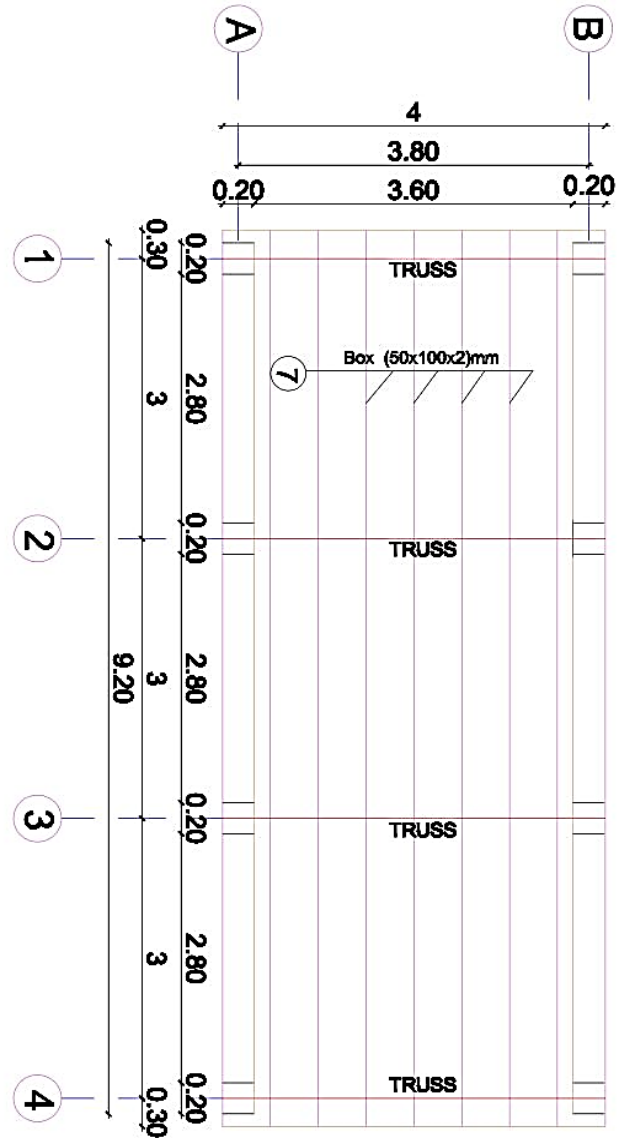 A B
4
3.80
0.20 3.60 0.20
1 0.30 0.20 TRUSS
7 Box (50x100x2)mm
3 2.80
2 0.20 TRUSS
9.20 3 2.80
3 0.20 TRUSS
3 2.80
4 0.30 0.20 TRUSS